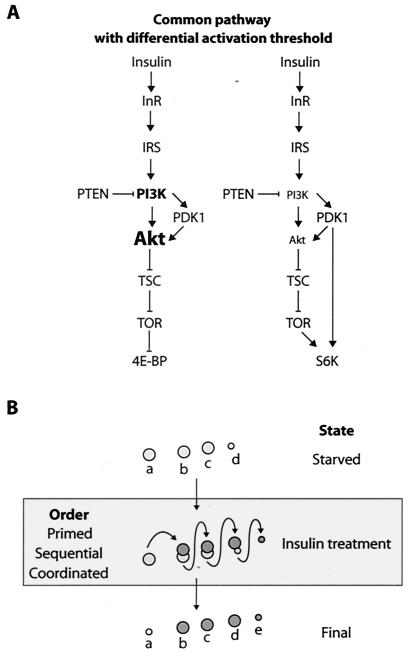 A
Common pathway
with differential activation threshold
Insulin Insulin
InR InR
IRS IRS
PTEN PI3K PTEN PI3K
PDK1 PDK1
Akt Akt
TSC TSC
TOR TOR
4E-BP S6K
B
State
a b c d Starved
Order
Primed
Sequential
Coordinated
Insulin treatment
a b c d e Final